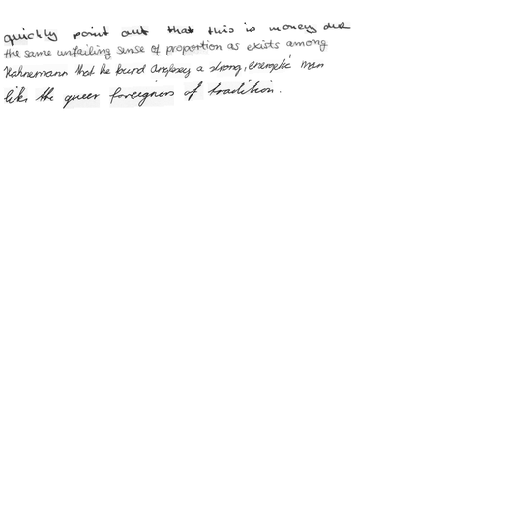 quickly point out that this is money due
the same unfailing sense of proportion as exists among
Hahnemann that he found Anglesey a strong, energetic man
like the queer foreigners of tradition.